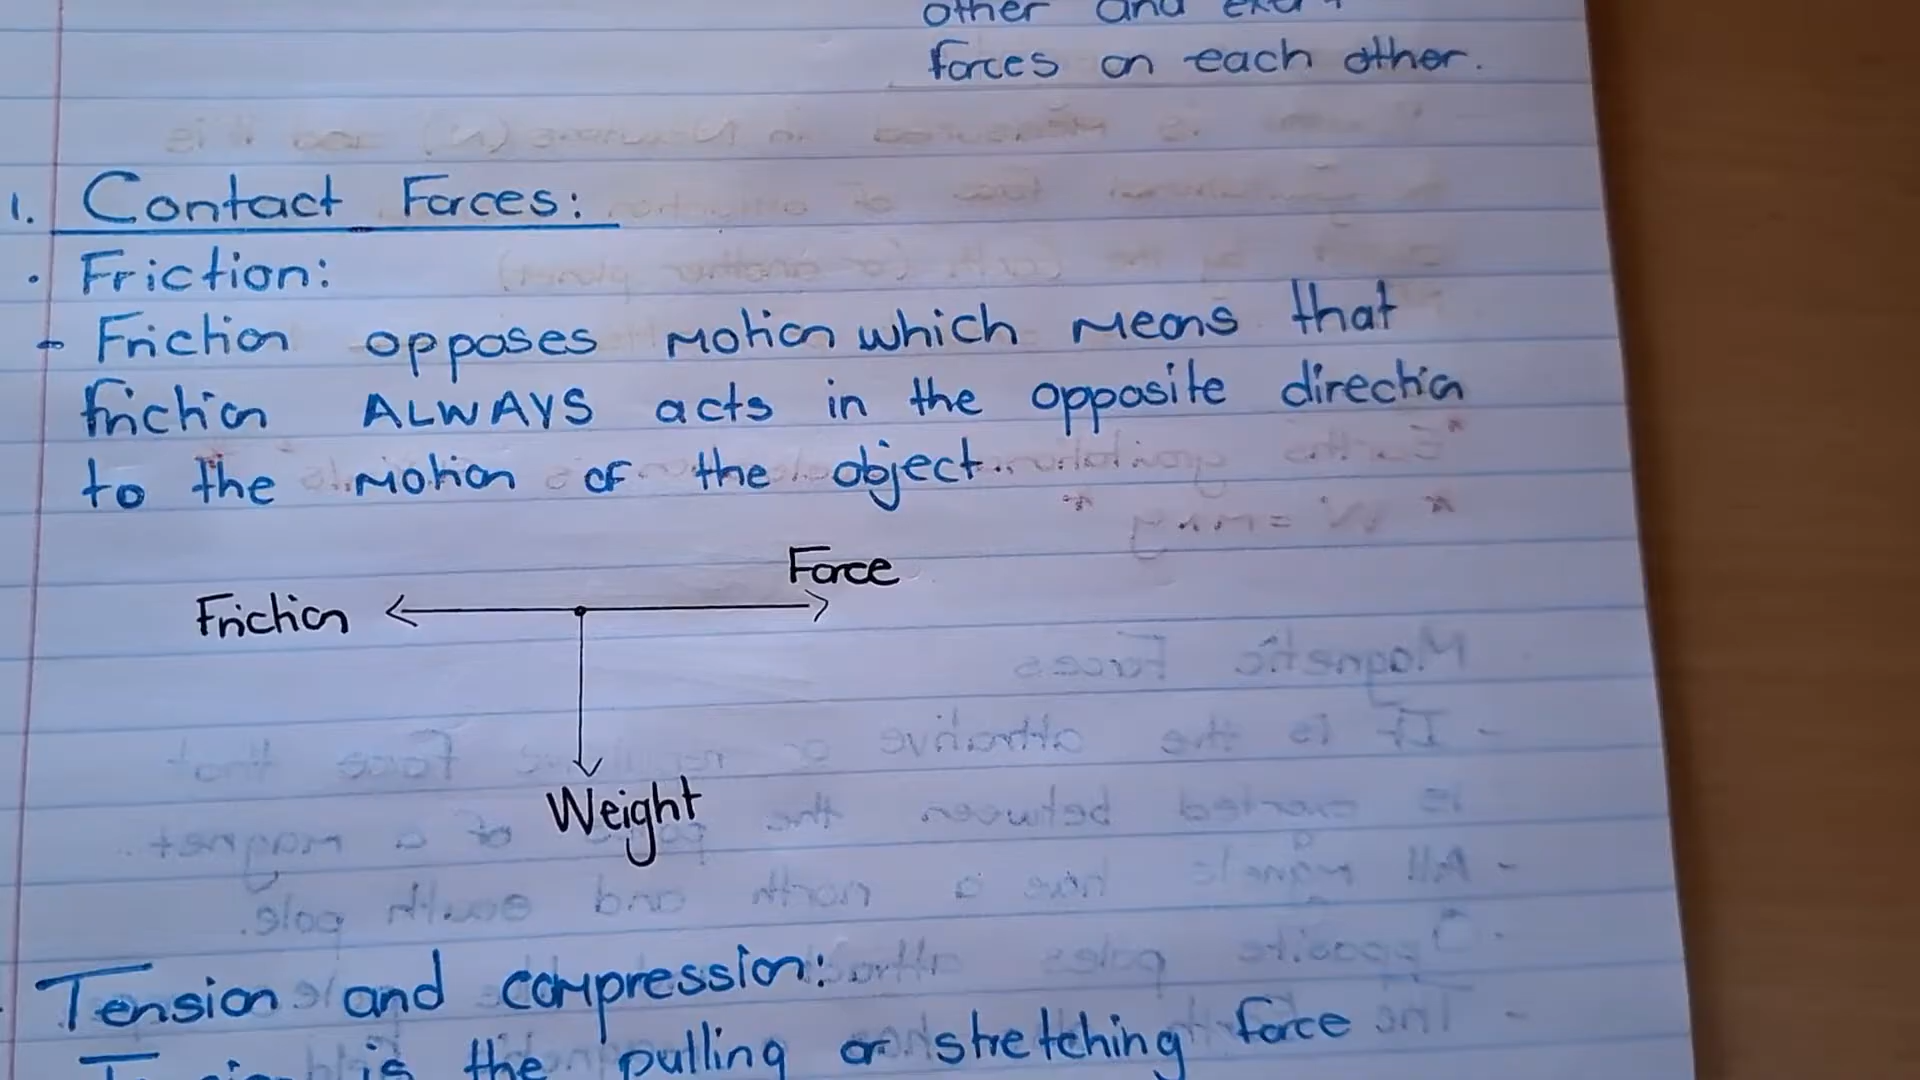 other and
forces on each other.
1. Contact Forces:
· Friction:
- Friction opposes motion which means that
friction ALWAYS acts in the opposite direction
to the motion of the object.
Force
Friction
Weight
Tension and compression:
is the pulling or stretching force